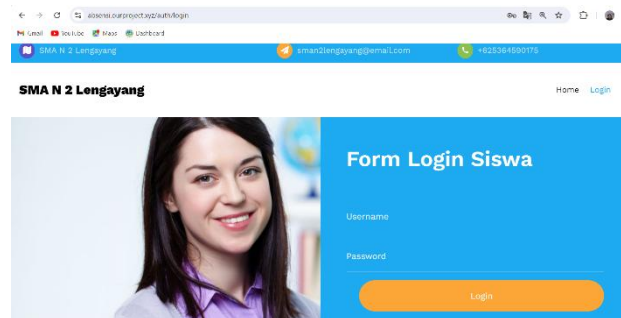 absensi.ourproject.xyz/auth/login
Gmail YouTube Maps Dashboard
SMA N 2 Lengayang sman2lengayang@email.com +625364500175
SMA N 2 Lengayang Home Login
Form Login Siswa
Username
Password
Login